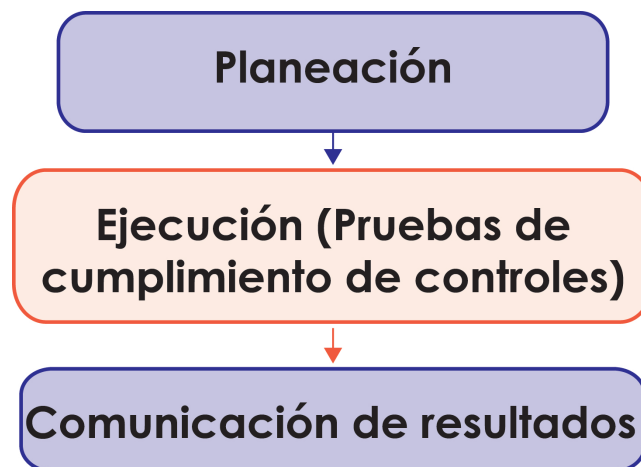 Planeación
Ejecución (Pruebas de
cumplimiento de controles)
Comunicación de resultados